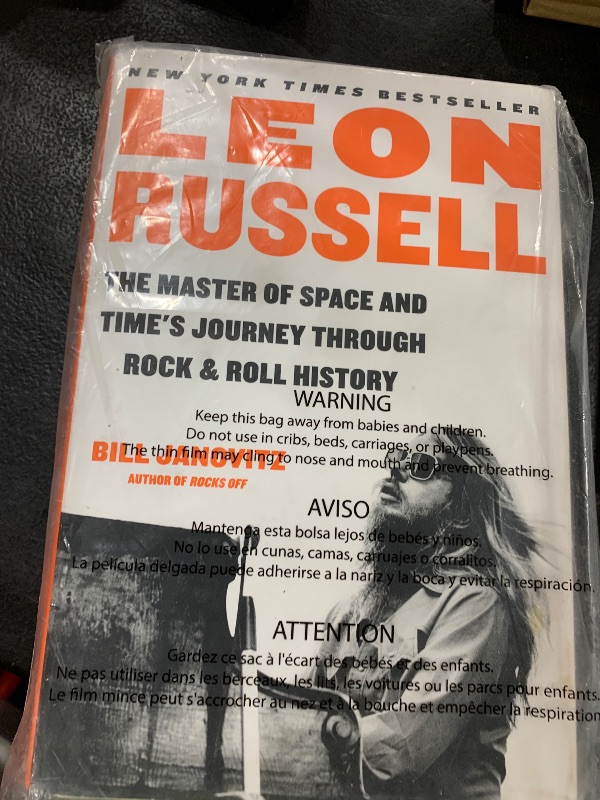 NEW YORK TIMES BESTSELLER
LEON
RUSSELL
THE MASTER OF SPACE AND
TIME'S JOURNEY THROUGH
ROCK & ROLL HISTORY
WARNING
Keep this bag away from babies and children.
Do not use in cribs, beds, carriages, or playpens.
The thin film may cling to nose and mouth and prevent breathing.
BILL JANOVITZ
AUTHOR OF ROCKS OFF
AVISO
Mantenga esta bolsa lejos de bebés y niños.
No lo use en cunas, camas, carruajes o corralitos.
La película delgada puede adherirse a la nariz y la boca y evitar la respiración.
ATTENTION
Gardez ce sac à l'écart des bébés et des enfants.
Ne pas utiliser dans les berceaux, les lits, les voitures ou les parcs pour enfants.
Le film mince peut s'accrocher au nez et à la bouche et empêcher la respiration